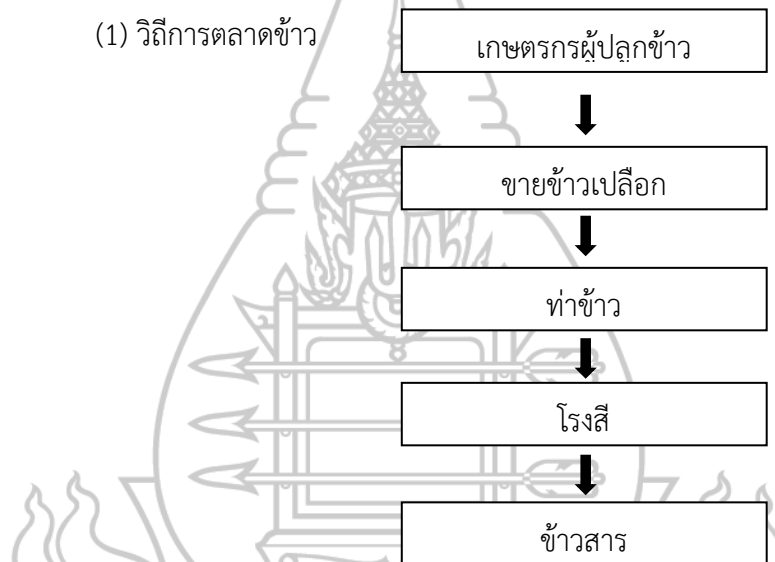 (1) วิถีการตลาดข้าว
เกษตรกรผู้ปลูกข้าว
ขายข้าวเปลือก
ท่าข้าว
โรงสี
ข้าวสาร